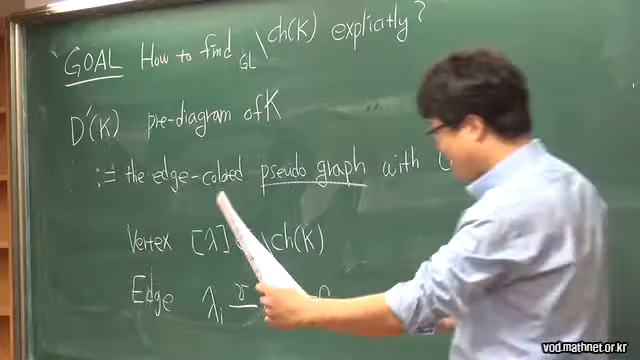 GOAL How to find GL\ch(K) explicitly?
D'(K) pre-diagram of K
:= the edge-colored pseudo graph with
Vertex [λ] \ch(K)
Edge λ₁ r
vod.mathnet.or.kr